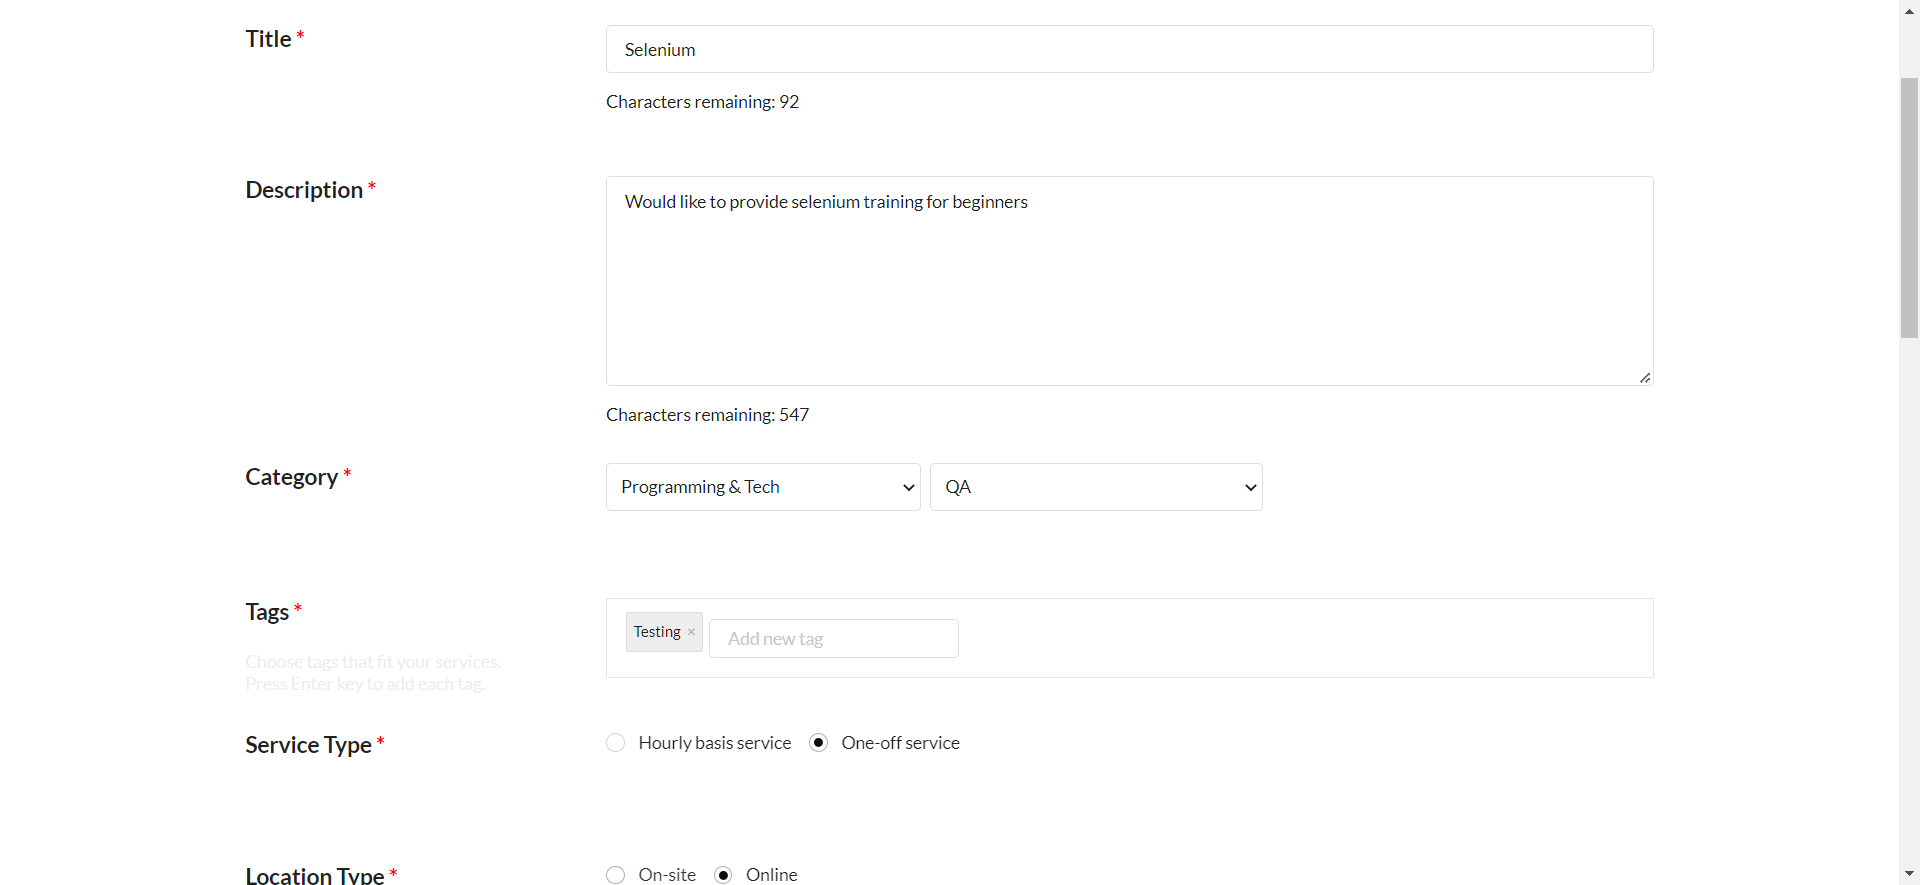 Title *
Selenium
Characters remaining: 92
Description *
Would like to provide selenium training for beginners
Characters remaining: 547
Category *
Programming & Tech
QA
Tags *
Testing ×
Add new tag
Choose tags that fit your services.
Press Enter key to add each tag.
Service Type *
Hourly basis service
One-off service
Location Type *
On-site
Online